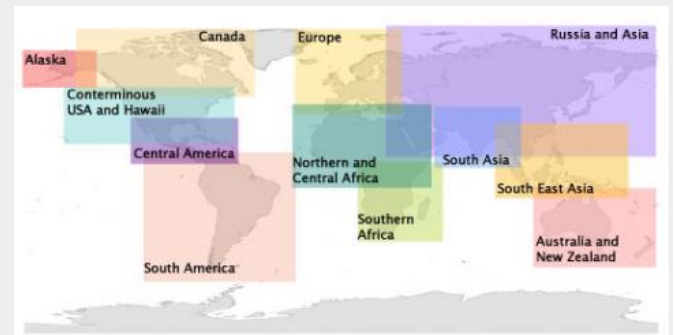 Canada
Europe
Russia and Asia
Alaska
Conterminous
USA and Hawaii
Central America
Northern and
Central Africa
South Asia
South East Asia
Southern
Africa
Australia and
New Zealand
South America